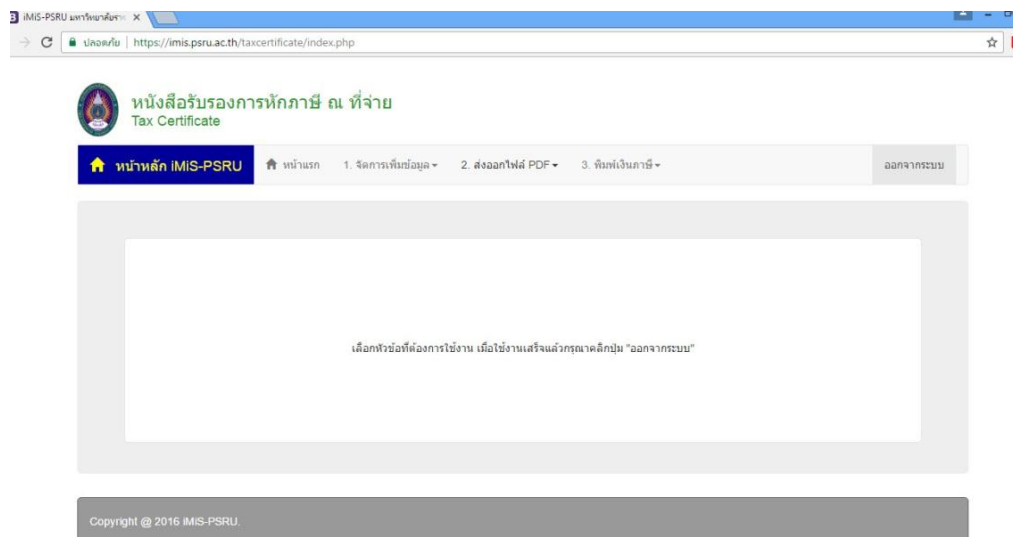 iMiS-PSRU มหาวิทยาลัยราช
ปลอดภัย | https://imis.psru.ac.th/taxcertificate/index.php
หนังสือรับรองการหักภาษี ณ ที่จ่าย
Tax Certificate
หน้าหลัก iMiS-PSRU หน้าแรก 1. จัดการเพิ่มข้อมูล 2. ส่งออกไฟล์ PDF 3. พิมพ์เงินภาษี ออกจากระบบ
เลือกหัวข้อที่ต้องการใช้งาน เมื่อใช้งานเสร็จแล้วกรุณาคลิกปุ่ม "ออกจากระบบ"
Copyright @ 2016 iMiS-PSRU.